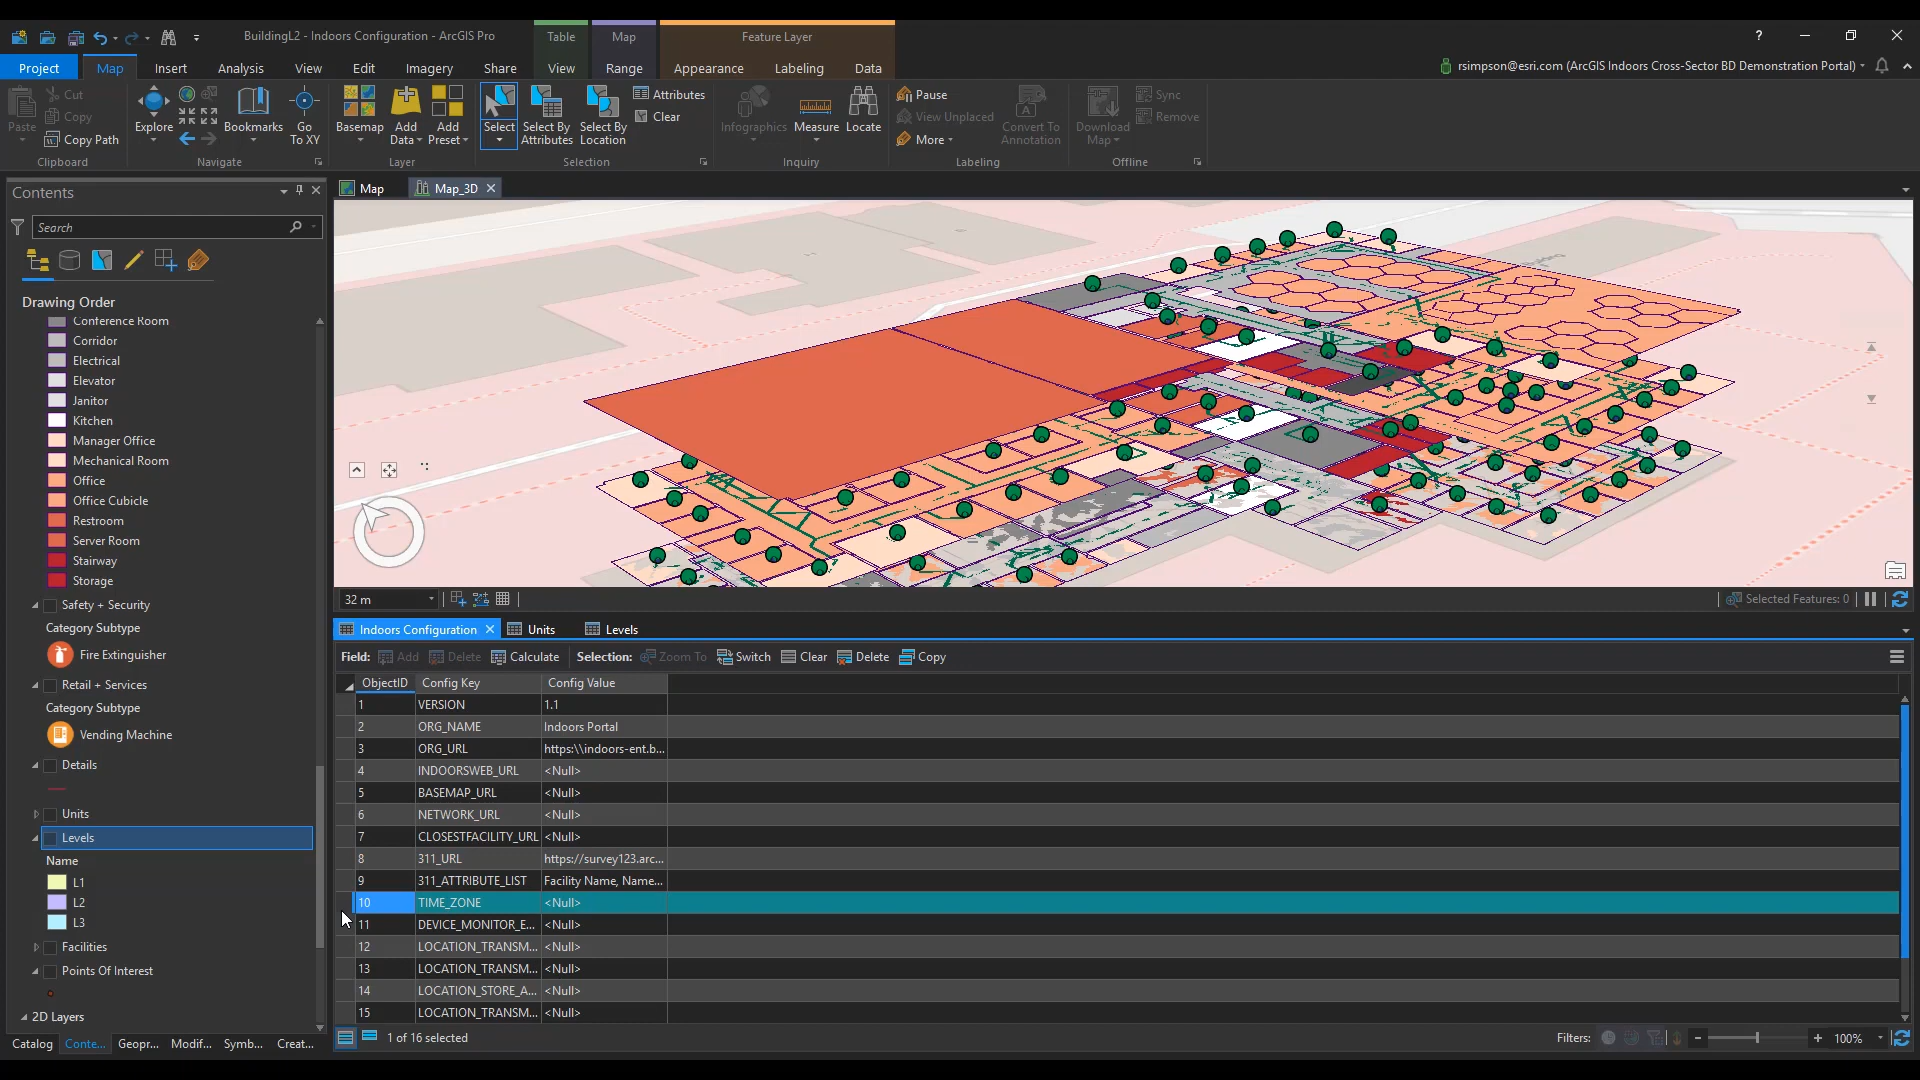 BuildingL2 - Indoors Configuration - ArcGIS Pro
Table
Map
Feature Layer
?
Project
Map
Insert
Analysis
View
Edit
Imagery
Share
View
Range
Appearance
Labeling
Data
rsimpson@esri.com (ArcGIS Indoors Cross-Sector BD Demonstration Portal)
Paste
Cut
Copy
Copy Path
Clipboard
Explore
Bookmarks
Go To XY
Navigate
Basemap
Add Data
Add Preset
Layer
Select
Select By Attributes
Select By Location
Attributes
Clear
Selection
Infographics
Measure
Locate
Inquiry
Pause
View Unplaced
More
Convert To Annotation
Labeling
Download Map
Sync
Remove
Offline
Contents
Search
Drawing Order
Conference Room
Corridor
Electrical
Elevator
Janitor
Kitchen
Manager Office
Mechanical Room
Office
Office Cubicle
Restroom
Server Room
Stairway
Storage
Safety + Security
Category Subtype
Fire Extinguisher
Retail + Services
Category Subtype
Vending Machine
Details
Units
Levels
Name
L1
L2
L3
Facilities
Points Of Interest
2D Layers
Catalog
Conte...
Geopr...
Modif...
Symb...
Creat...
Map
Map_3D
32 m
Selected Features: 0
Indoors Configuration
Units
Levels
Field:
Add
Delete
Calculate
Selection:
Zoom To
Switch
Clear
Delete
Copy
ObjectID Config Key Config Value
1 VERSION 1.1
2 ORG_NAME Indoors Portal
3 ORG_URL https:\\indoors-ent.b...
4 INDOORSWEB_URL <Null>
5 BASEMAP_URL <Null>
6 NETWORK_URL <Null>
7 CLOSESTFACILITY_URL <Null>
8 311_URL https://survey123.arc...
9 311_ATTRIBUTE_LIST Facility Name, Name...
10 TIME_ZONE <Null>
11 DEVICE_MONITOR_E... <Null>
12 LOCATION_TRANSM... <Null>
13 LOCATION_TRANSM... <Null>
14 LOCATION_STORE_A... <Null>
15 LOCATION_TRANSM... <Null>
1 of 16 selected
Filters:
- + 100%